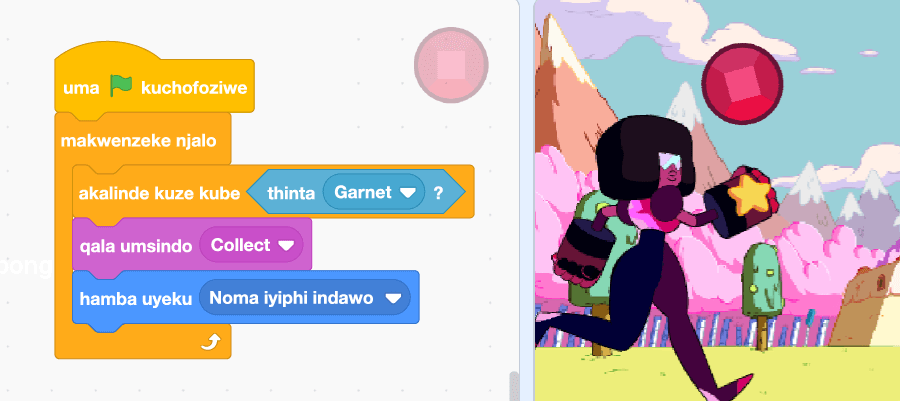 uma kuchofoziwe
makwenzeke njalo
akalinde kuze kube thinta Garnet ?
qala umsindo Collect
hamba uyeku Noma iyiphi indawo